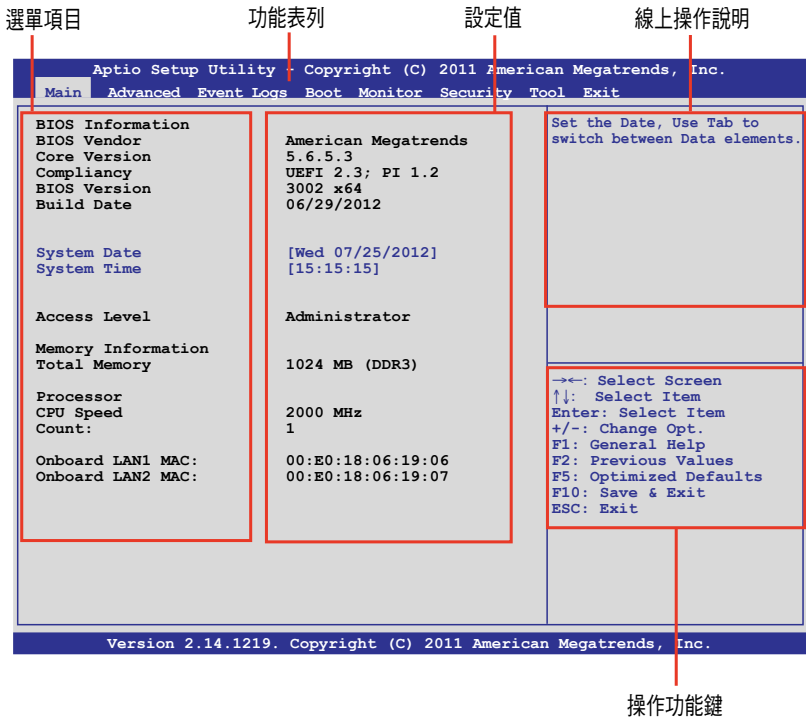 選單項目 功能表列 設定值 線上操作說明
Aptio Setup Utility - Copyright (C) 2011 American Megatrends, Inc.
Main Advanced Event Logs Boot Monitor Security Tool Exit
BIOS Information
BIOS Vendor American Megatrends
Core Version 5.6.5.3
Compliancy UEFI 2.3; PI 1.2
BIOS Version 3002 x64
Build Date 06/29/2012
System Date [Wed 07/25/2012]
System Time [15:15:15]
Access Level Administrator
Memory Information
Total Memory 1024 MB (DDR3)
Processor
CPU Speed 2000 MHz
Count: 1
Onboard LAN1 MAC: 00:E0:18:06:19:06
Onboard LAN2 MAC: 00:E0:18:06:19:07
Set the Date, Use Tab to
switch between Data elements.
→←: Select Screen
↑↓: Select Item
Enter: Select Item
+/-: Change Opt.
F1: General Help
F2: Previous Values
F5: Optimized Defaults
F10: Save & Exit
ESC: Exit
Version 2.14.1219. Copyright (C) 2011 American Megatrends, Inc.
操作功能鍵